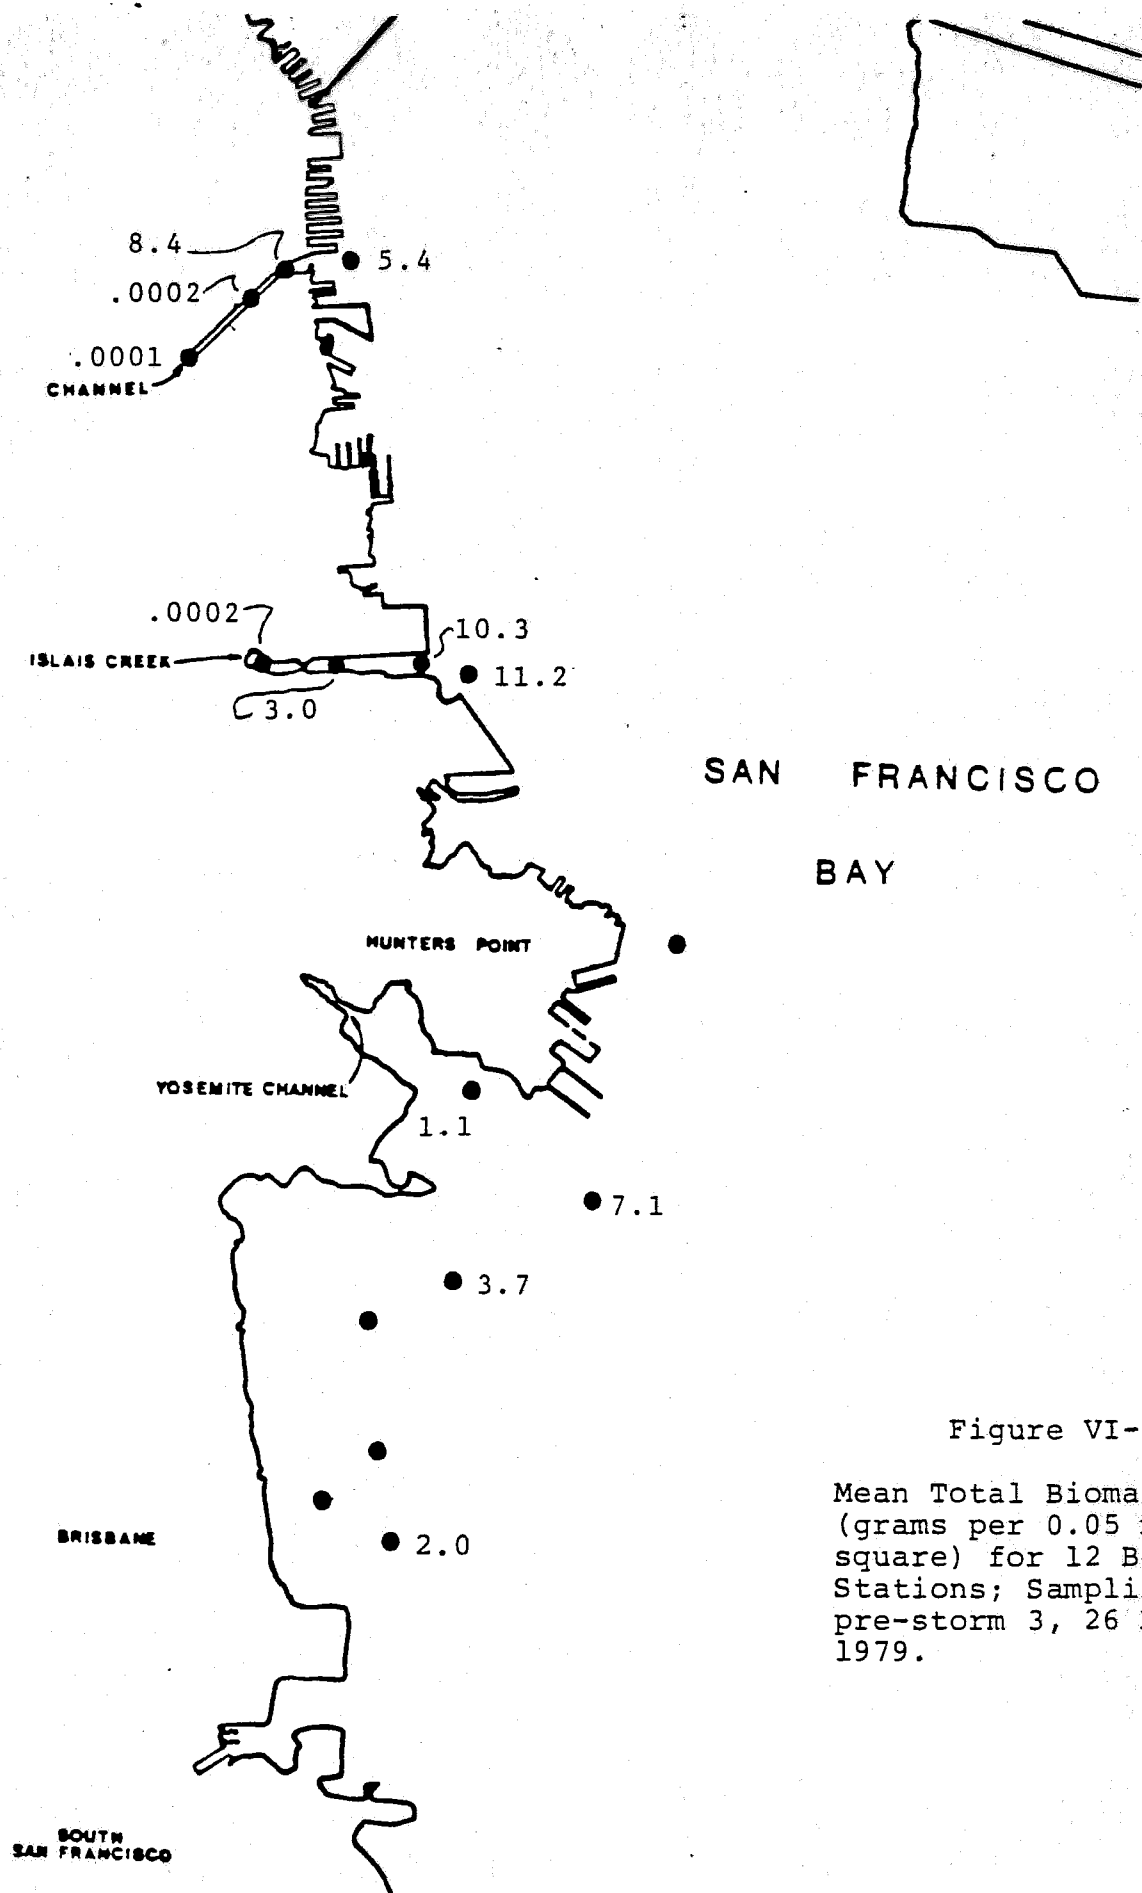 8.4
5.4
.0002
.0001
CHANNEL
.0002
10.3
ISLAIS CREEK
11.2
3.0
SAN FRANCISCO
BAY
HUNTERS POINT
YOSEMITE CHANNEL
1.1
7.1
3.7
Figure VI-
Mean Total Bioma
(grams per 0.05
square) for 12 B
Stations; Sampli
pre-storm 3, 26
1979.
BRISBANE
2.0
SOUTH
SAN FRANCISCO